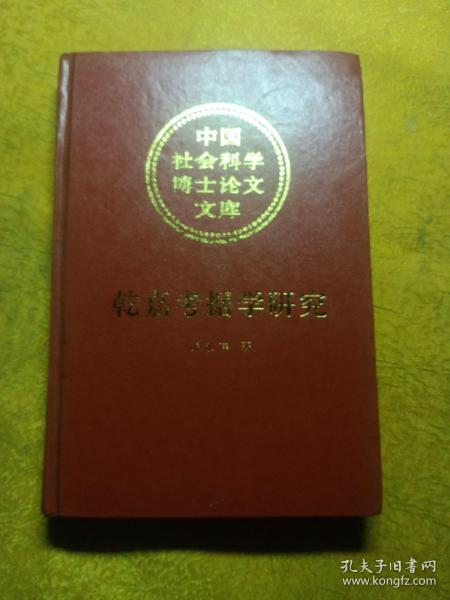 中国
社会科学
博士论文
文库
乾嘉考据学研究
著
孔夫子旧书网
www.kongfz.com